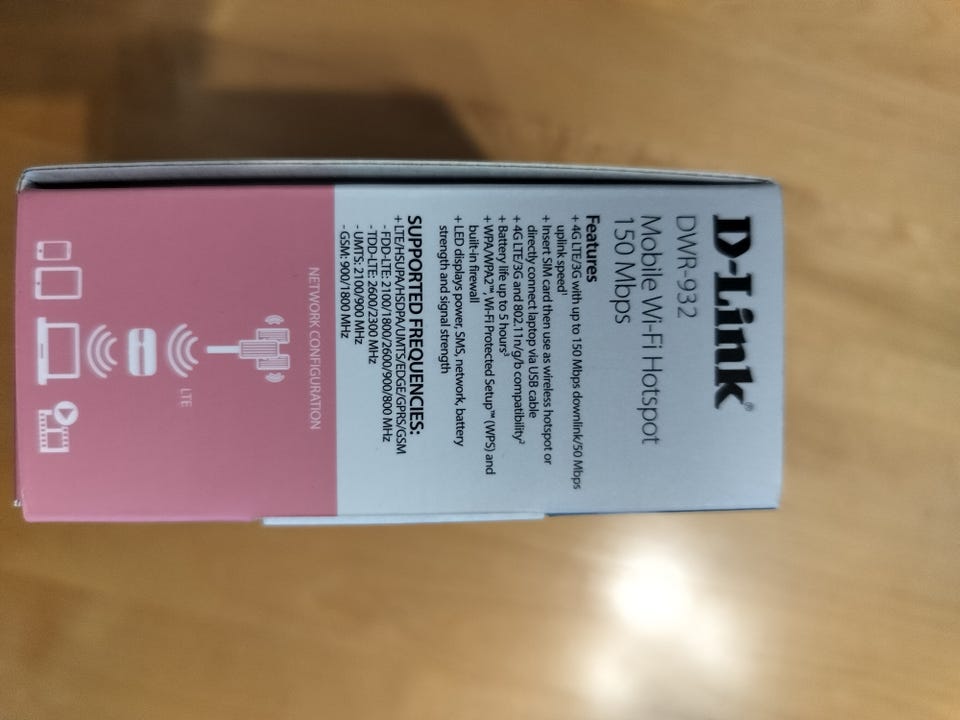 D-Link®
DWR-932
Mobile Wi-Fi Hotspot
150 Mbps
Features
+ 4G LTE/3G with up to 150 Mbps downlink/50 Mbps
uplink speed¹
+ Insert SIM card then use as wireless hotspot or
directly connect laptop via USB cable
+ 4G LTE/3G and 802.11n/g/b compatibility²
+ Battery life up to 5 hours³
+ WPA/WPA2™, Wi-Fi Protected Setup™ (WPS) and
built-in firewall
+ LED displays power, SMS, network, battery
strength and signal strength
SUPPORTED FREQUENCIES:
+ LTE/HSUPA/HSDPA/UMTS/EDGE/GPRS/GSM
- FDD-LTE: 2100/1800/2600/900/800 MHz
- TDD-LTE: 2600/2300 MHz
- UMTS: 2100/900 MHz
- GSM: 900/1800 MHz
NETWORK CONFIGURATION
LTE